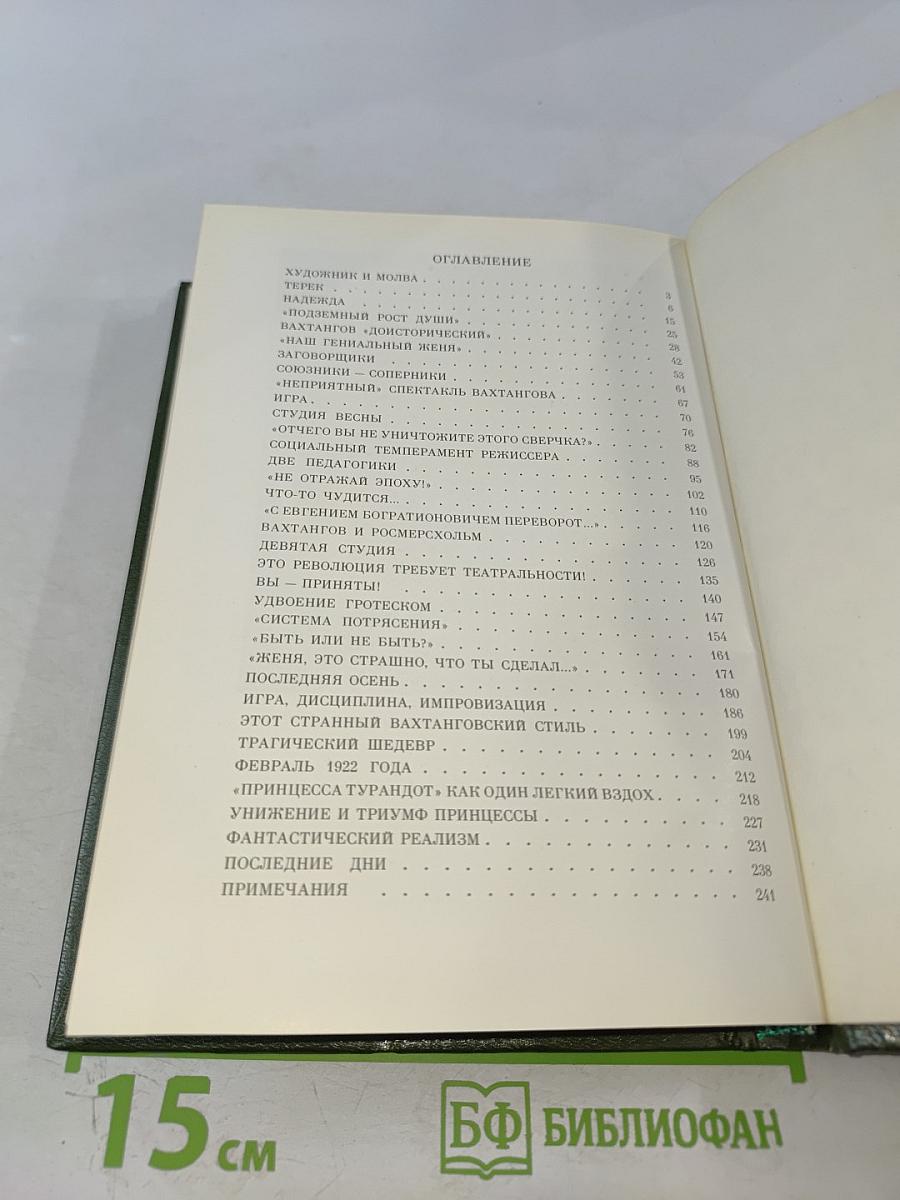 ОГЛАВЛЕНИЕ
ХУДОЖНИК И МОЛВА . . . . . . . . . . . . . . . 3
ТЕРЕК . . . . . . . . . . . . . . . 6
НАДЕЖДА . . . . . . . . . . . . . . . 15
«ПОДЗЕМНЫЙ РОСТ ДУШИ» . . . . . . . . . . . . 25
ВАХТАНГОВ «ДОИСТОРИЧЕСКИЙ» . . . . . . . . . . 28
«НАШ ГЕНИАЛЬНЫЙ ЖЕНЯ» . . . . . . . . . . . . 42
ЗАГОВОРЩИКИ . . . . . . . . . . . . . . . 53
СОЮЗНИКИ — СОПЕРНИКИ . . . . . . . . . . . . 61
«НЕПРИЯТНЫЙ» СПЕКТАКЛЬ ВАХТАНГОВА . . . . . . . 67
ИГРА . . . . . . . . . . . . . . . 70
СТУДИЯ ВЕСНЫ . . . . . . . . . . . . . . . 76
«ОТЧЕГО ВЫ НЕ УНИЧТОЖИТЕ ЭТОГО СВЕРЧКА?» . . . . . 82
СОЦИАЛЬНЫЙ ТЕМПЕРАМЕНТ РЕЖИССЕРА . . . . . . . 88
ДВЕ ПЕДАГОГИКИ . . . . . . . . . . . . . . 95
«НЕ ОТРАЖАЙ ЭПОХУ!» . . . . . . . . . . . . . 102
ЧТО-ТО ЧУДИТСЯ... . . . . . . . . . . . . . . 110
«С ЕВГЕНИЕМ БОГРАТИОНОВИЧЕМ ПЕРЕВОРОТ...» . . . . . 116
ВАХТАНГОВ И РОСМЕРСХОЛЬМ . . . . . . . . . . . 120
ДЕВЯТАЯ СТУДИЯ . . . . . . . . . . . . . . 126
ЭТО РЕВОЛЮЦИЯ ТРЕБУЕТ ТЕАТРАЛЬНОСТИ! . . . . . . 135
ВЫ — ПРИНЯТЫ! . . . . . . . . . . . . . . 140
УДВОЕНИЕ ГРОТЕСКОМ . . . . . . . . . . . . . 147
«СИСТЕМА ПОТРЯСЕНИЯ» . . . . . . . . . . . . 154
«БЫТЬ ИЛИ НЕ БЫТЬ?» . . . . . . . . . . . . . 161
«ЖЕНЯ, ЭТО СТРАШНО, ЧТО ТЫ СДЕЛАЛ...» . . . . . . 171
ПОСЛЕДНЯЯ ОСЕНЬ . . . . . . . . . . . . . . 180
ИГРА, ДИСЦИПЛИНА, ИМПРОВИЗАЦИЯ . . . . . . . . 186
ЭТОТ СТРАННЫЙ ВАХТАНГОВСКИЙ СТИЛЬ . . . . . . . 199
ТРАГИЧЕСКИЙ ШЕДЕВР . . . . . . . . . . . . . 204
ФЕВРАЛЬ 1922 ГОДА . . . . . . . . . . . . . 212
«ПРИНЦЕССА ТУРАНДОТ» КАК ОДИН ЛЕГКИЙ ВЗДОХ . . . . 218
УНИЖЕНИЕ И ТРИУМФ ПРИНЦЕССЫ . . . . . . . . . 227
ФАНТАСТИЧЕСКИЙ РЕАЛИЗМ . . . . . . . . . . . 231
ПОСЛЕДНИЕ ДНИ . . . . . . . . . . . . . . 238
ПРИМЕЧАНИЯ . . . . . . . . . . . . . . . 241
15 см
БФ БИБЛИОФАН